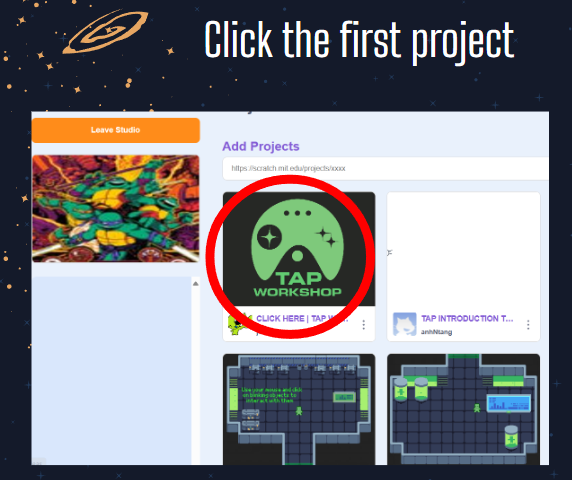 Click the first project
Leave Studio
Add Projects
https://scratch.mit.edu/projects/xxxx
TAP
WORKSHOP
CLICK HERE | TAP W...
TAP INTRODUCTION T...
anhNtang
Use your mouse and click
on blinking objects to
interact with them